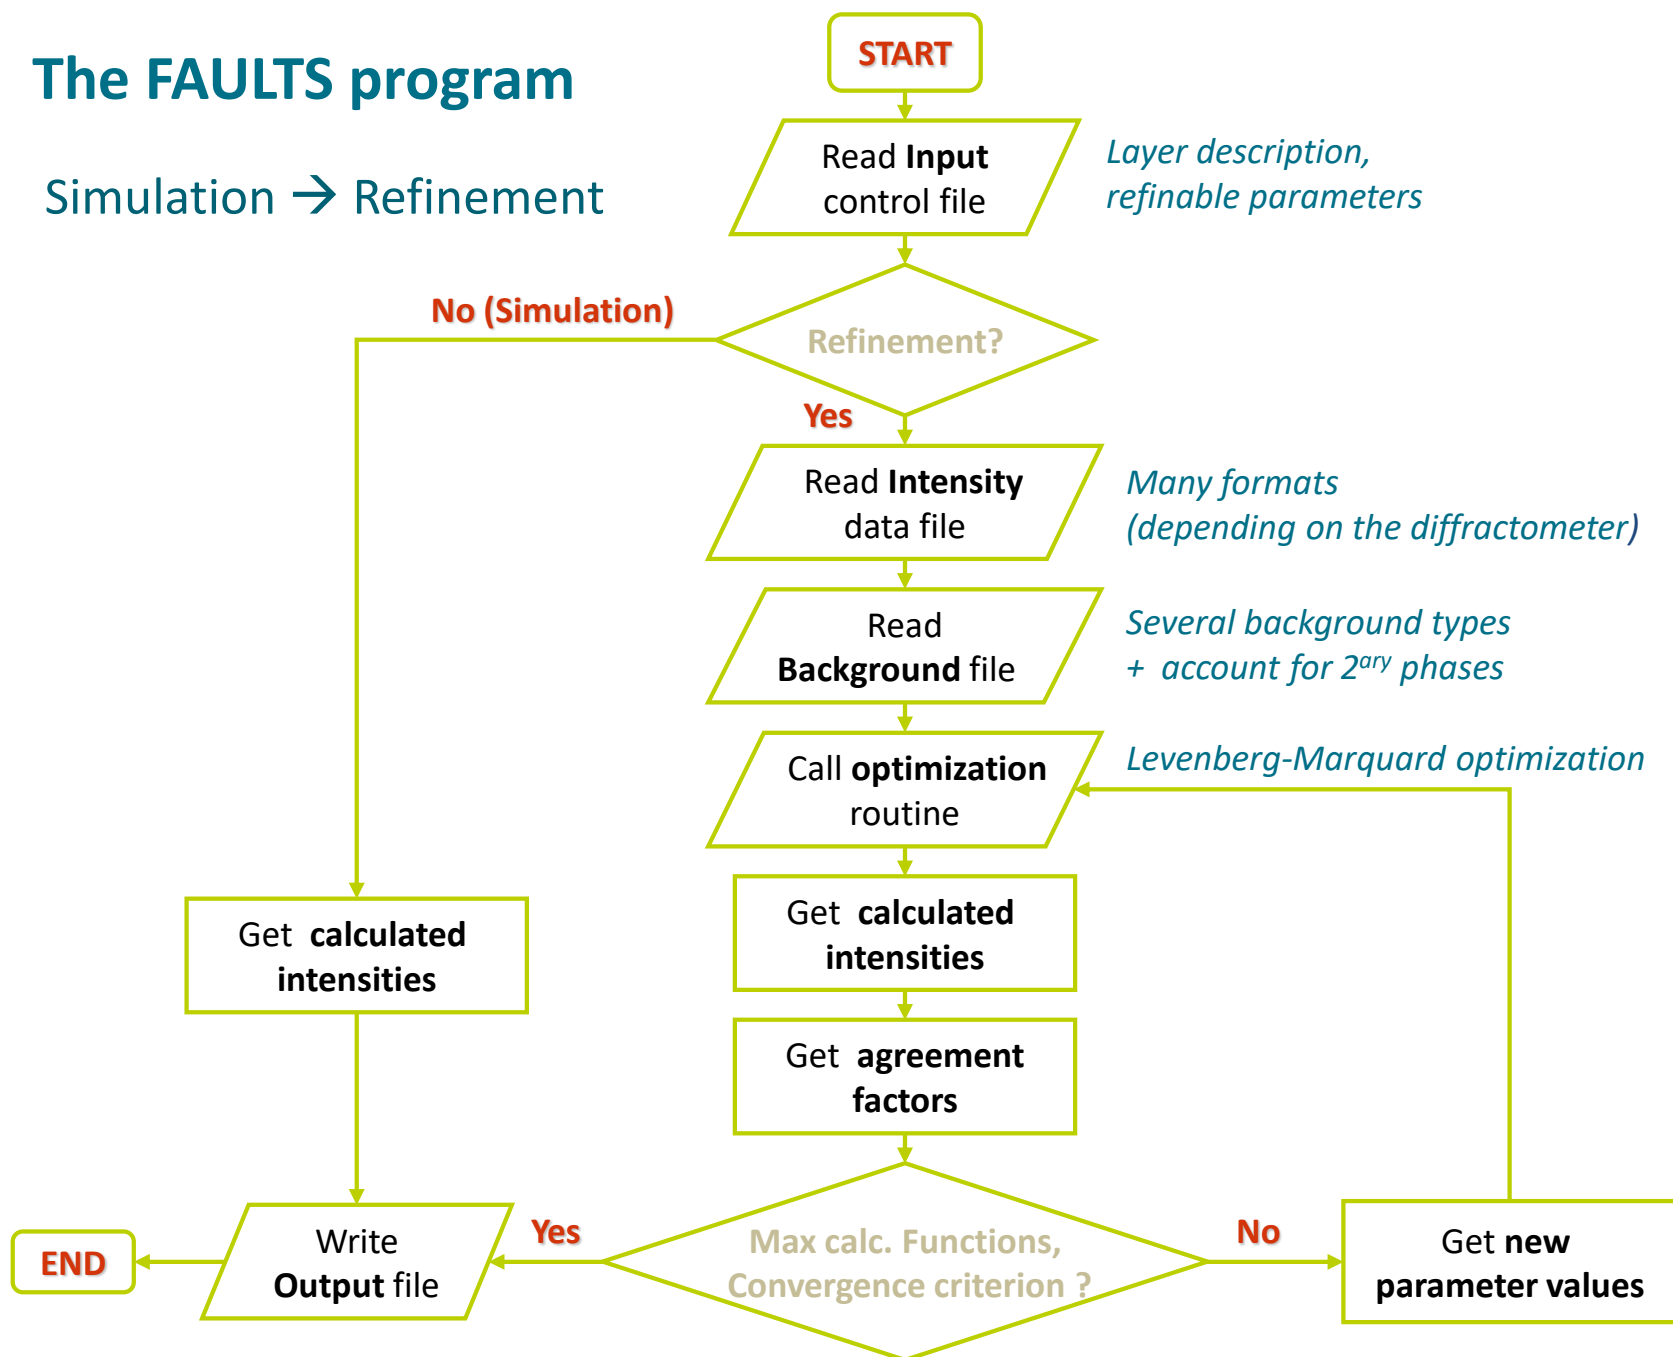 The FAULTS program
Simulation → Refinement
START
Read Input
control file
Layer description,
refinable parameters
No (Simulation)
Refinement?
Yes
Read Intensity
data file
Many formats
(depending on the diffractometer)
Read
Background file
Several background types
+ account for 2ary phases
Call optimization
routine
Levenberg-Marquard optimization
Get calculated
intensities
Get calculated
intensities
Get agreement
factors
END
Write
Output file
Yes
Max calc. Functions,
Convergence criterion ?
No
Get new
parameter values